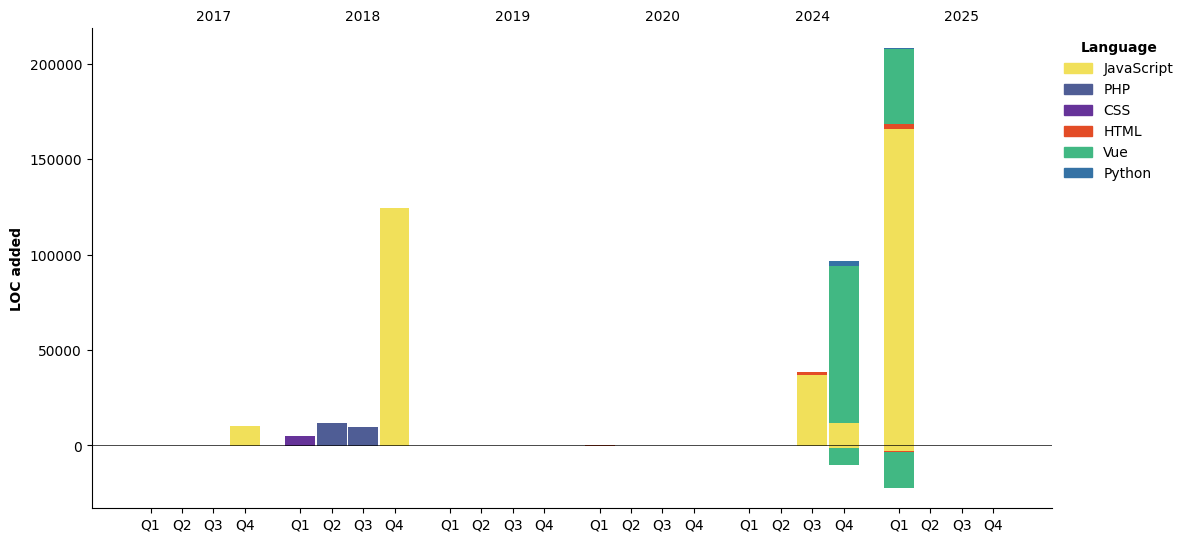 2017 2018 2019 2020 2024 2025
Language
JavaScript
PHP
CSS
HTML
Vue
Python
LOC added
200000
150000
100000
50000
0
Q1 Q2 Q3 Q4 Q1 Q2 Q3 Q4 Q1 Q2 Q3 Q4 Q1 Q2 Q3 Q4 Q1 Q2 Q3 Q4 Q1 Q2 Q3 Q4